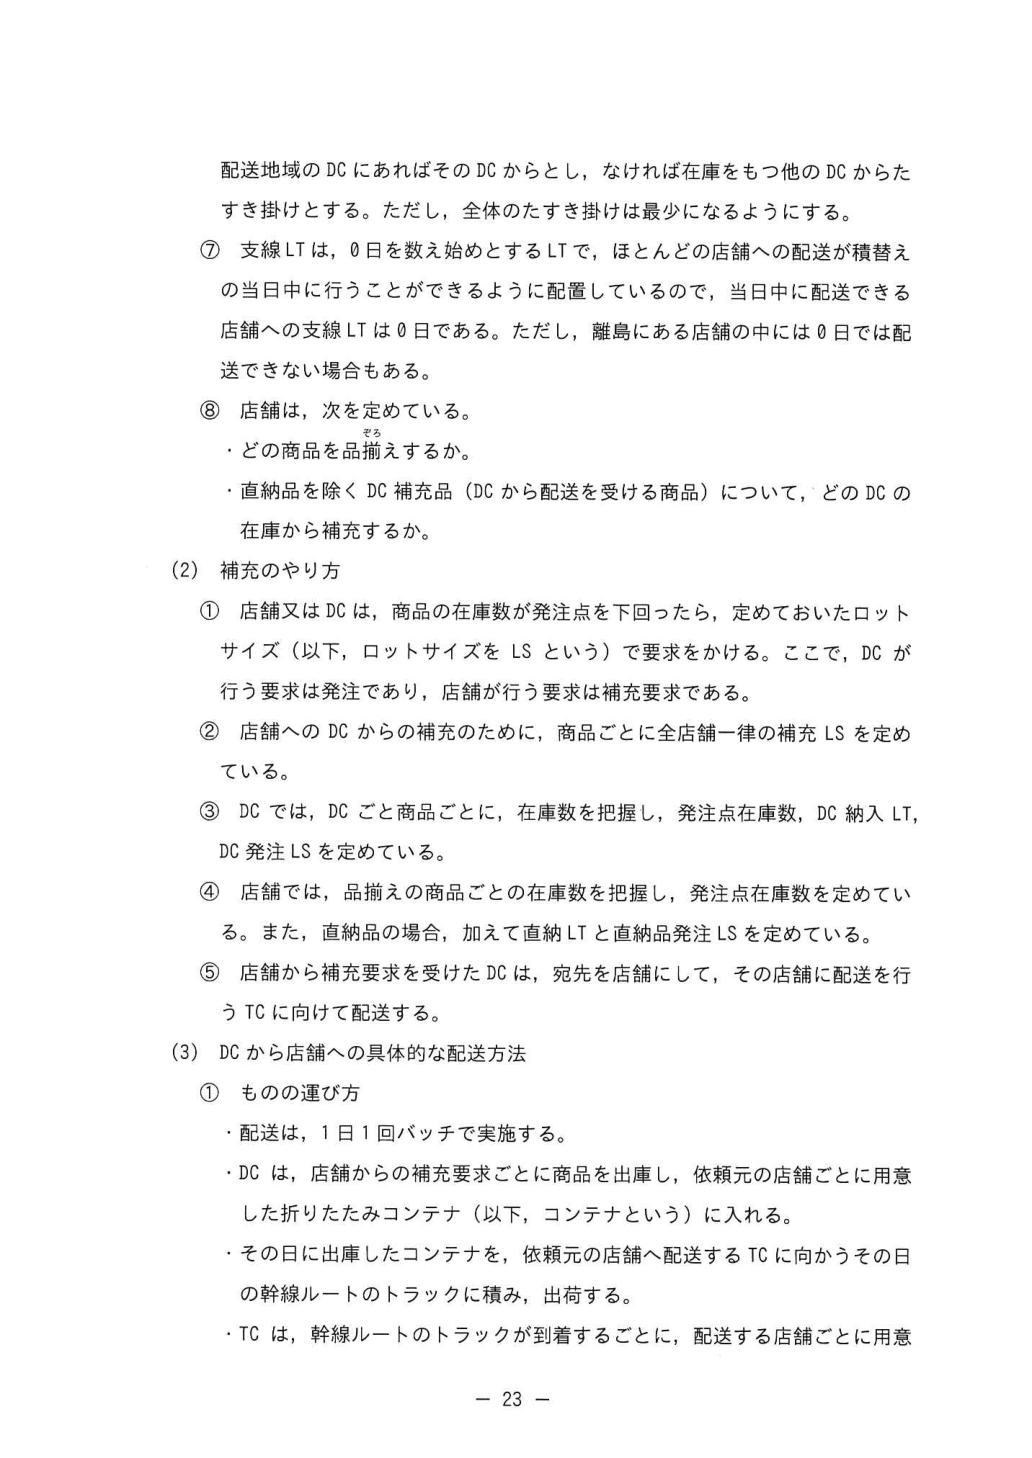 配送地域の DC にあればその DC からとし，なければ在庫をもつ他の DC からた
すき掛けとする。ただし，全体のたすき掛けは最少になるようにする。
⑦ 支線 LT は，0 日を数え始めとする LT で，ほとんどの店舗への配送が積替え
の当日中に行うことができるように配置しているので，当日中に配送できる
店舗への支線 LT は 0 日である。ただし，離島にある店舗の中には 0 日では配
送できない場合もある。
⑧ 店舗は，次を定めている。
ぞろ
・どの商品を品揃えするか。
・直納品を除く DC 補充品（DC から配送を受ける商品）について，どの DC の
在庫から補充するか。
(2) 補充のやり方
① 店舗又は DC は，商品の在庫数が発注点を下回ったら，定めておいたロット
サイズ（以下，ロットサイズを LS という）で要求をかける。ここで，DC が
行う要求は発注であり，店舗が行う要求は補充要求である。
② 店舗への DC からの補充のために，商品ごとに全店舗一律の補充 LS を定め
ている。
③ DC では，DC ごと商品ごとに，在庫数を把握し，発注点在庫数，DC 納入 LT，
DC 発注 LS を定めている。
④ 店舗では，品揃えの商品ごとの在庫数を把握し，発注点在庫数を定めてい
る。また，直納品の場合，加えて直納 LT と直納品発注 LS を定めている。
⑤ 店舗から補充要求を受けた DC は，宛先を店舗にして，その店舗に配送を行
う TC に向けて配送する。
(3) DC から店舗への具体的な配送方法
① ものの運び方
・配送は，1 日 1 回バッチで実施する。
・DC は，店舗からの補充要求ごとに商品を出庫し，依頼元の店舗ごとに用意
した折りたたみコンテナ（以下，コンテナという）に入れる。
・その日に出庫したコンテナを，依頼元の店舗へ配送する TC に向かうその日
の幹線ルートのトラックに積み，出荷する。
・TC は，幹線ルートのトラックが到着するごとに，配送する店舗ごとに用意
－ 23 －